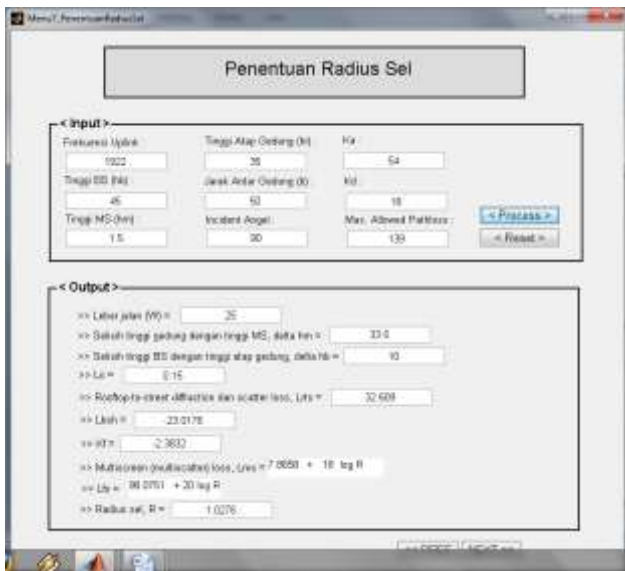 Menu7_PenentuanRadiusSel
Penentuan Radius Sel
< Input >
Frekuensi Uplink :
1922
Tinggi Atap Gedung (hr) :
35
Ka :
54
Tinggi BS (hb) :
45
Jarak Antar Gedung (b) :
50
Kd :
18
Tinggi MS (hm) :
1.5
Incident Angel :
90
Max. Allowed Pathloss :
139
< Process >
< Reset >
< Output >
>> Lebar jalan (W) = 25
>> Selisih tinggi gedung dengan tinggi MS, delta hm = 33.5
>> Selisih tinggi BS dengan tinggi atap gedung, delta hb = 10
>> Lo = 0.15
>> Rooftop-to-street diffraction dan scatter loss, Lrts = 32.609
>> Lbsh = -23.0178
>> Kf = -2.3832
>> Multiscreen (multiscatter) loss, Lms = 7.8658 + 18 log R
>> Lfs = 98.0751 + 20 log R
>> Radius sel, R = 1.0276
NEXT >>